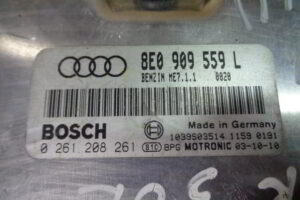 8E0 909 559 L
BENZIN ME7.1.1 0020
BOSCH
Made in Germany
1039S03514 1159 0191
0 261 208 261 BPG MOTRONIC 03-10-10